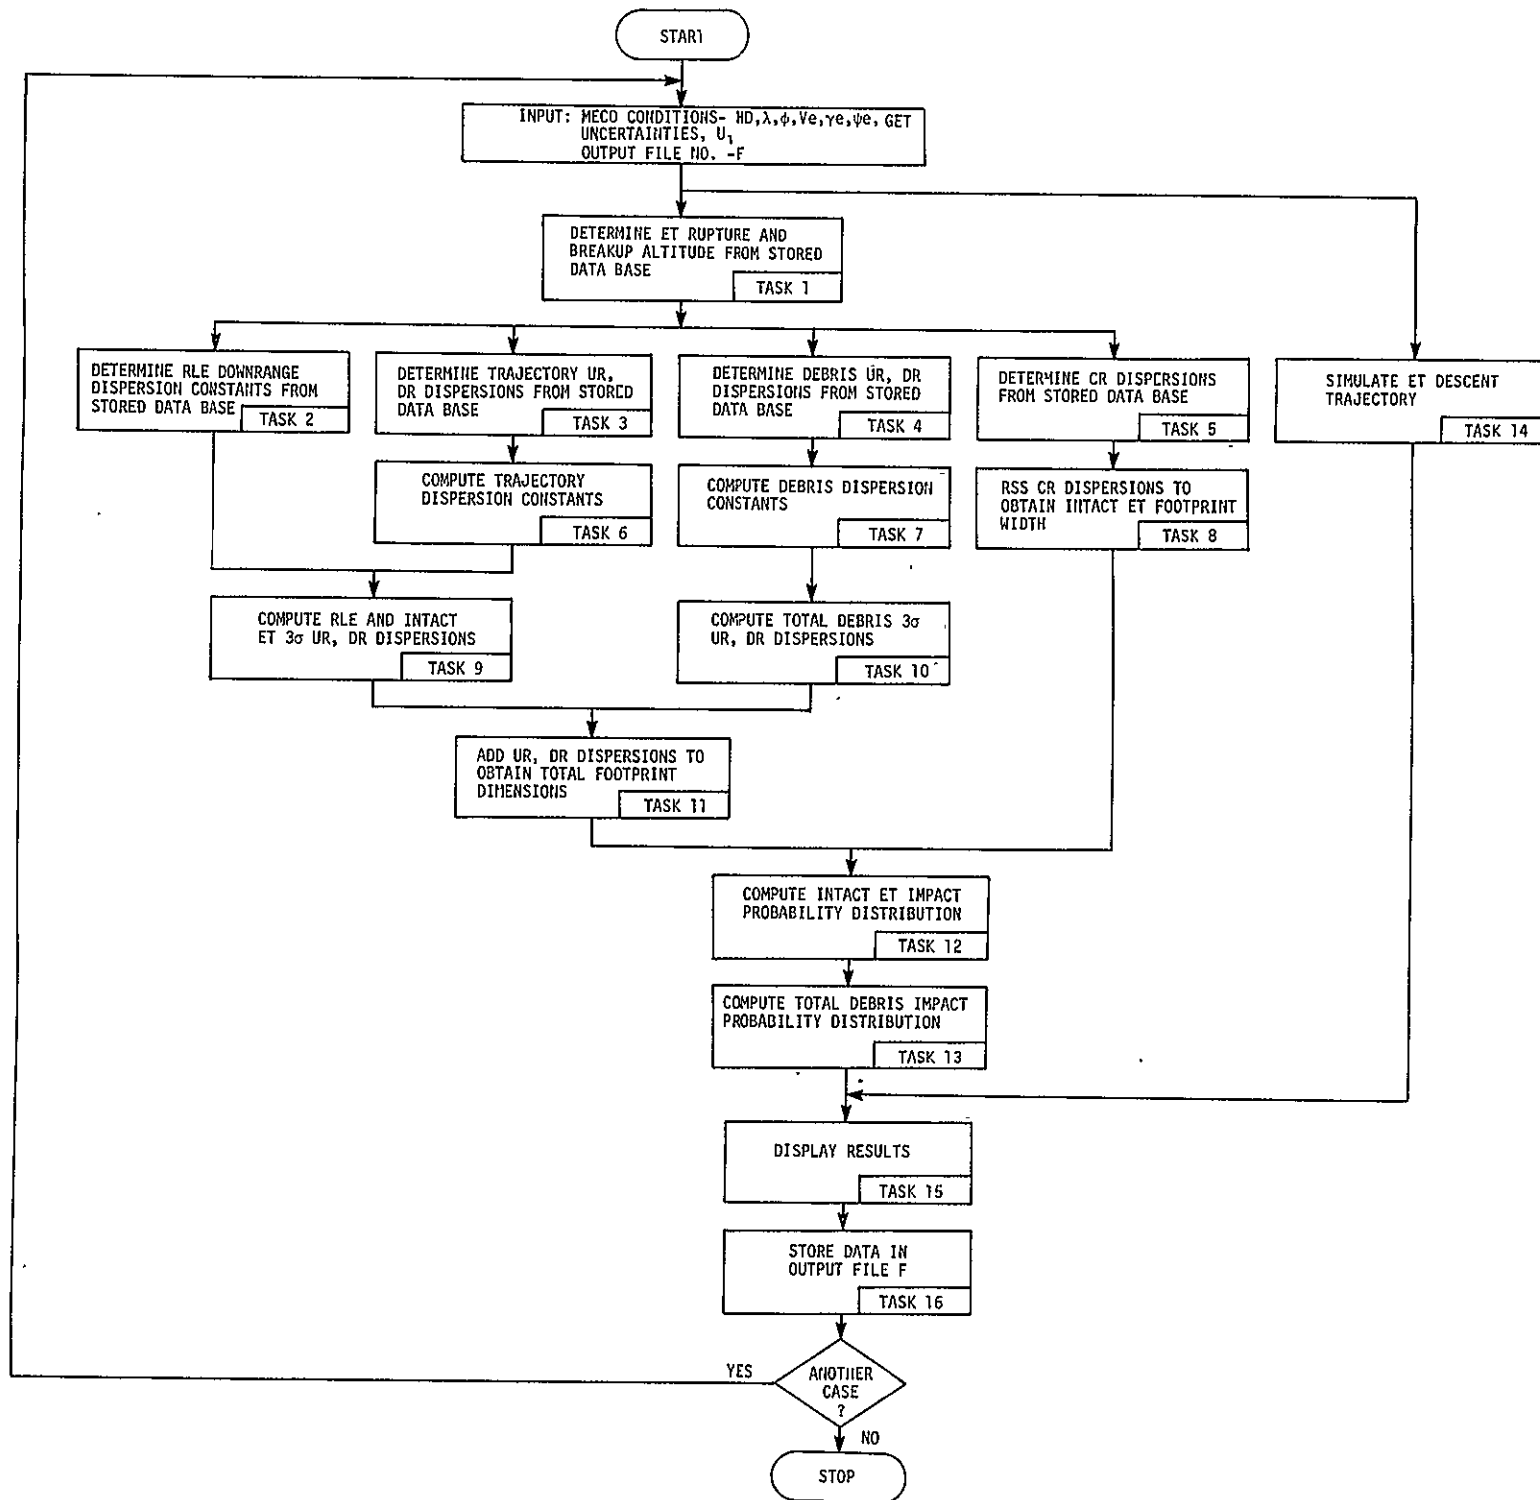 START
INPUT: MECO CONDITIONS- HD,λ,φ,Ve,γe,ψe, GET
UNCERTAINTIES, U1
OUTPUT FILE NO. -F
DETERMINE ET RUPTURE AND
BREAKUP ALTITUDE FROM STORED
DATA BASE
TASK 1
DETERMINE RLE DOWNRANGE
DISPERSION CONSTANTS FROM
STORED DATA BASE
TASK 2
DETERMINE TRAJECTORY UR,
DR DISPERSIONS FROM STORED
DATA BASE
TASK 3
DETERMINE DEBRIS UR, DR
DISPERSIONS FROM STORED
DATA BASE
TASK 4
DETERMINE CR DISPERSIONS
FROM STORED DATA BASE
TASK 5
SIMULATE ET DESCENT
TRAJECTORY
TASK 14
COMPUTE TRAJECTORY
DISPERSION CONSTANTS
TASK 6
COMPUTE DEBRIS DISPERSION
CONSTANTS
TASK 7
RSS CR DISPERSIONS TO
OBTAIN INTACT ET FOOTPRINT
WIDTH
TASK 8
COMPUTE RLE AND INTACT
ET 3σ UR, DR DISPERSIONS
TASK 9
COMPUTE TOTAL DEBRIS 3σ
UR, DR DISPERSIONS
TASK 10
ADD UR, DR DISPERSIONS TO
OBTAIN TOTAL FOOTPRINT
DIMENSIONS
TASK 11
COMPUTE INTACT ET IMPACT
PROBABILITY DISTRIBUTION
TASK 12
COMPUTE TOTAL DEBRIS IMPACT
PROBABILITY DISTRIBUTION
TASK 13
DISPLAY RESULTS
TASK 15
STORE DATA IN
OUTPUT FILE F
TASK 16
YES
ANOTHER
CASE
?
NO
STOP